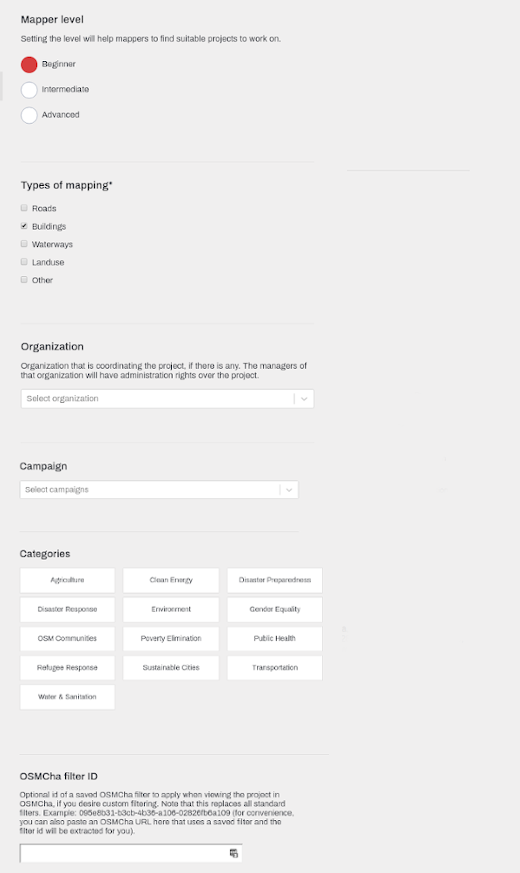 Mapper level
Setting the level will help mappers to find suitable projects to work on.
Beginner
Intermediate
Advanced
Types of mapping*
Roads
Buildings
Waterways
Landuse
Other
Organization
Organization that is coordinating the project, if there is any. The managers of
that organization will have administration rights over the project.
Select organization
Campaign
Select campaigns
Categories
Agriculture
Clean Energy
Disaster Preparedness
Disaster Response
Environment
Gender Equality
OSM Communities
Poverty Elimination
Public Health
Refugee Response
Sustainable Cities
Transportation
Water & Sanitation
OSMCha filter ID
Optional id of a saved OSMCha filter to apply when viewing the project in
OSMCha, if you desire custom filtering. Note that this replaces all standard
filters. Example: 095e8b31-b3cb-4b36-a106-02826fb6a109 (for convenience,
you can also paste an OSMCha URL here that uses a saved filter and the
filter id will be extracted for you).